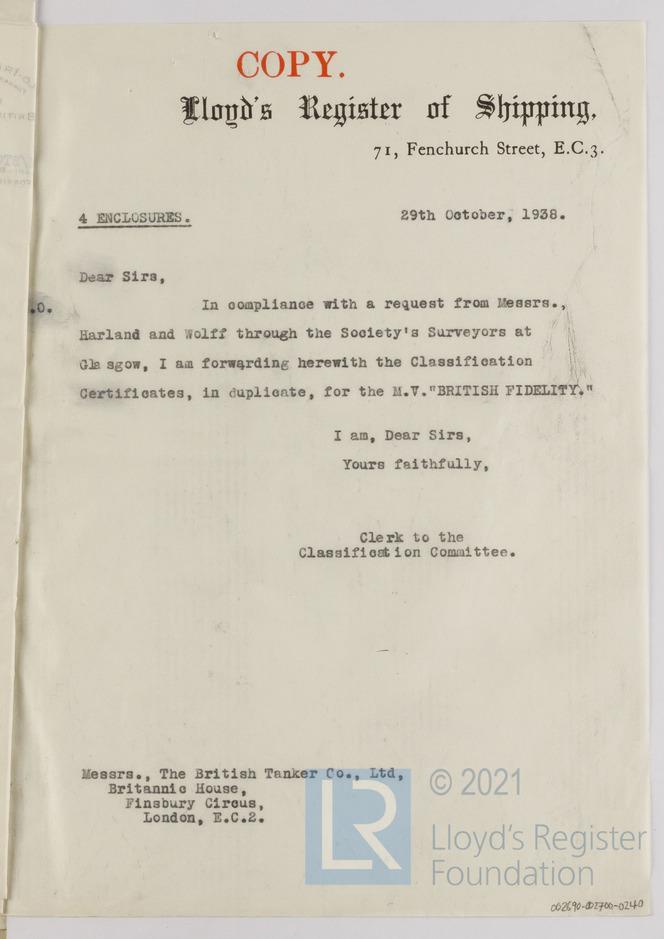 COPY.
Lloyd's Register of Shipping,
71, Fenchurch Street, E.C.3.
4 ENCLOSURES.
29th October, 1938.
Dear Sirs,
.O.
In compliance with a request from Messrs.,
Harland and Wolff through the Society's Surveyors at
Glasgow, I am forwarding herewith the Classification
Certificates, in duplicate, for the M.V."BRITISH FIDELITY."
I am, Dear Sirs,
Yours faithfully,
Clerk to the
Classification Committee.
Messrs., The British Tanker Co., Ltd,
Britannic House,
Finsbury Circus,
London, E.C.2.
LR
© 2021
Lloyd's Register
Foundation
002690-002700-0240